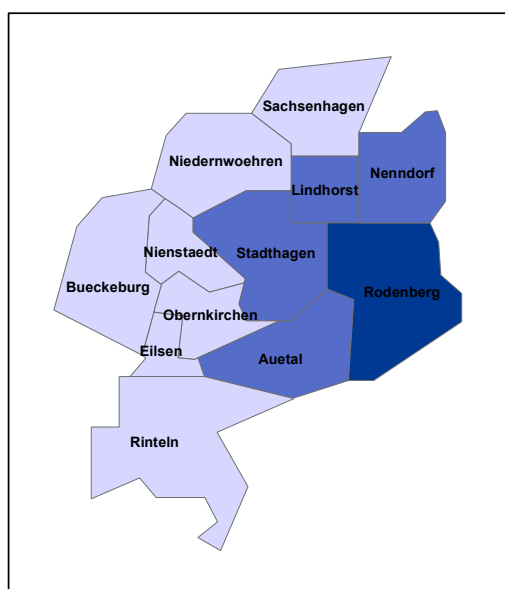 Sachsenhagen
Niedernwoehren
Nenndorf
Lindhorst
Nienstaedt
Stadthagen
Bueckeburg
Rodenberg
Obernkirchen
Eilsen
Auetal
Rinteln